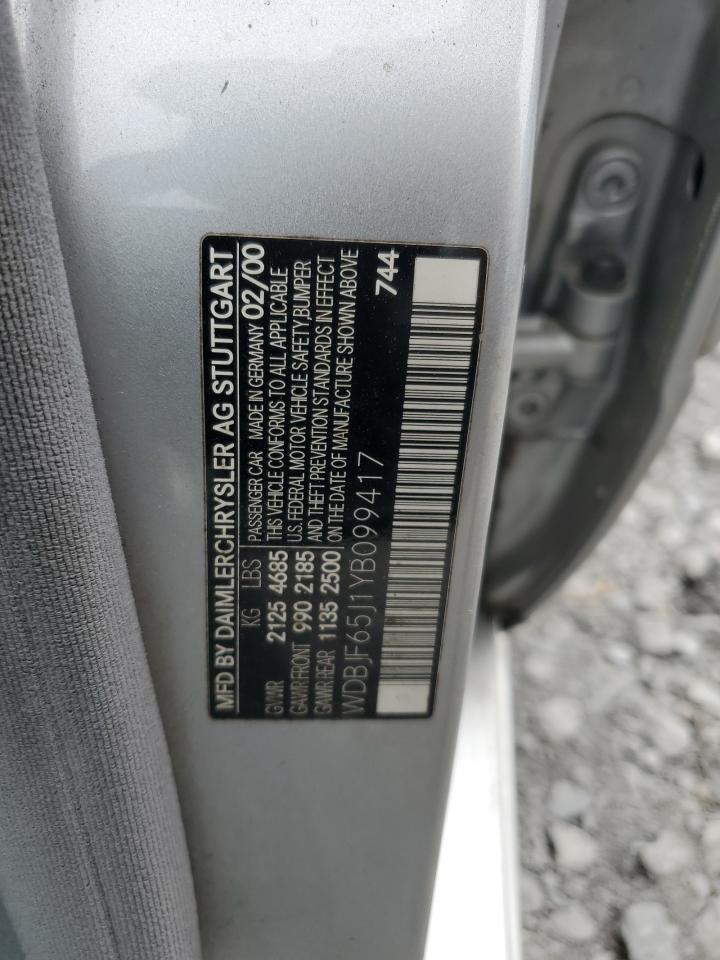 MFD BY DAIMLERCHRYSLER AG STUTTGART
PASSENGER CAR MADE IN GERMANY 02/00
KG LBS
THIS VEHICLE CONFORMS TO ALL APPLICABLE
GVWR 2125 4685
U.S. FEDERAL MOTOR VEHICLE SAFETY,BUMPER
GAWR FRONT 990 2185
AND THEFT PREVENTION STANDARDS IN EFFECT
GAWR REAR 1135 2500
ON THE DATE OF MANUFACTURE SHOWN ABOVE
WDBJF65J1YB099417
744